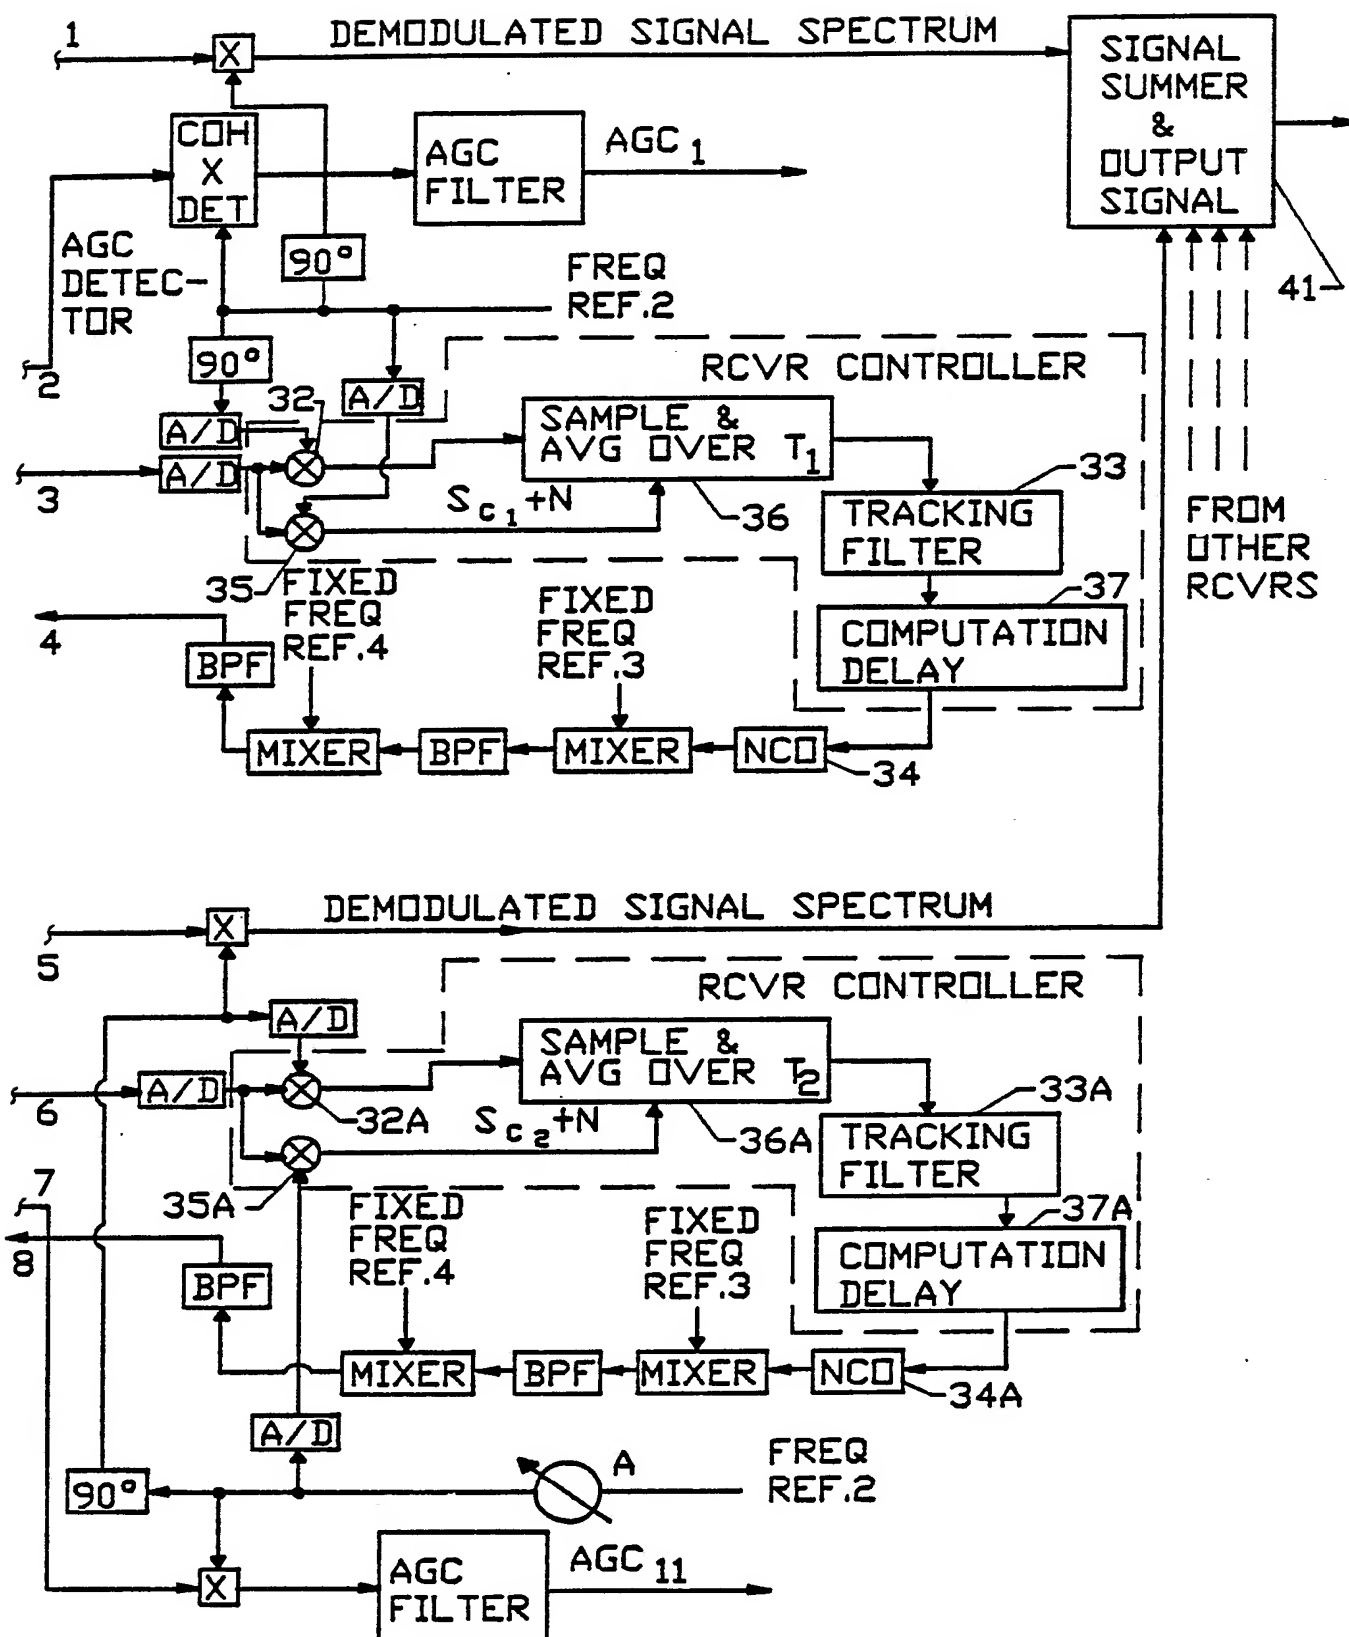 1
DEMODULATED SIGNAL SPECTRUM
X
SIGNAL
SUMMER
&
OUTPUT
SIGNAL
41
COH
X
DET
AGC
FILTER
AGC 1
AGC
DETEC-
TOR
90°
FREQ
REF.2
2
90°
A/D
RCVR CONTROLLER
32
A/D
A/D
3
SAMPLE &
AVG OVER T1
Sc1+N
36
33
TRACKING
FILTER
FROM
OTHER
RCVRS
35
FIXED
FREQ
REF.4
FIXED
FREQ
REF.3
37
COMPUTATION
DELAY
4
BPF
MIXER
BPF
MIXER
NCO
34
5
DEMODULATED SIGNAL SPECTRUM
X
RCVR CONTROLLER
A/D
SAMPLE &
AVG OVER T2
6
A/D
32A
Sc2+N
36A
33A
TRACKING
FILTER
7
35A
FIXED
FREQ
REF.4
FIXED
FREQ
REF.3
37A
COMPUTATION
DELAY
8
BPF
MIXER
BPF
MIXER
NCO
34A
A/D
90°
A
FREQ
REF.2
X
AGC
FILTER
AGC 11